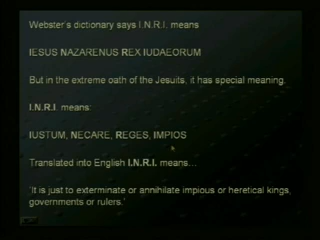 Webster's dictionary says I.N.R.I. means
IESUS NAZARENUS REX IUDAEORUM
But in the extreme oath of the Jesuits, it has special meaning.
I.N.R.I. means:
IUSTUM, NECARE, REGES, IMPIOS
Translated into English I.N.R.I. means...
'It is just to exterminate or annihilate impious or heretical kings,
governments or rulers.'